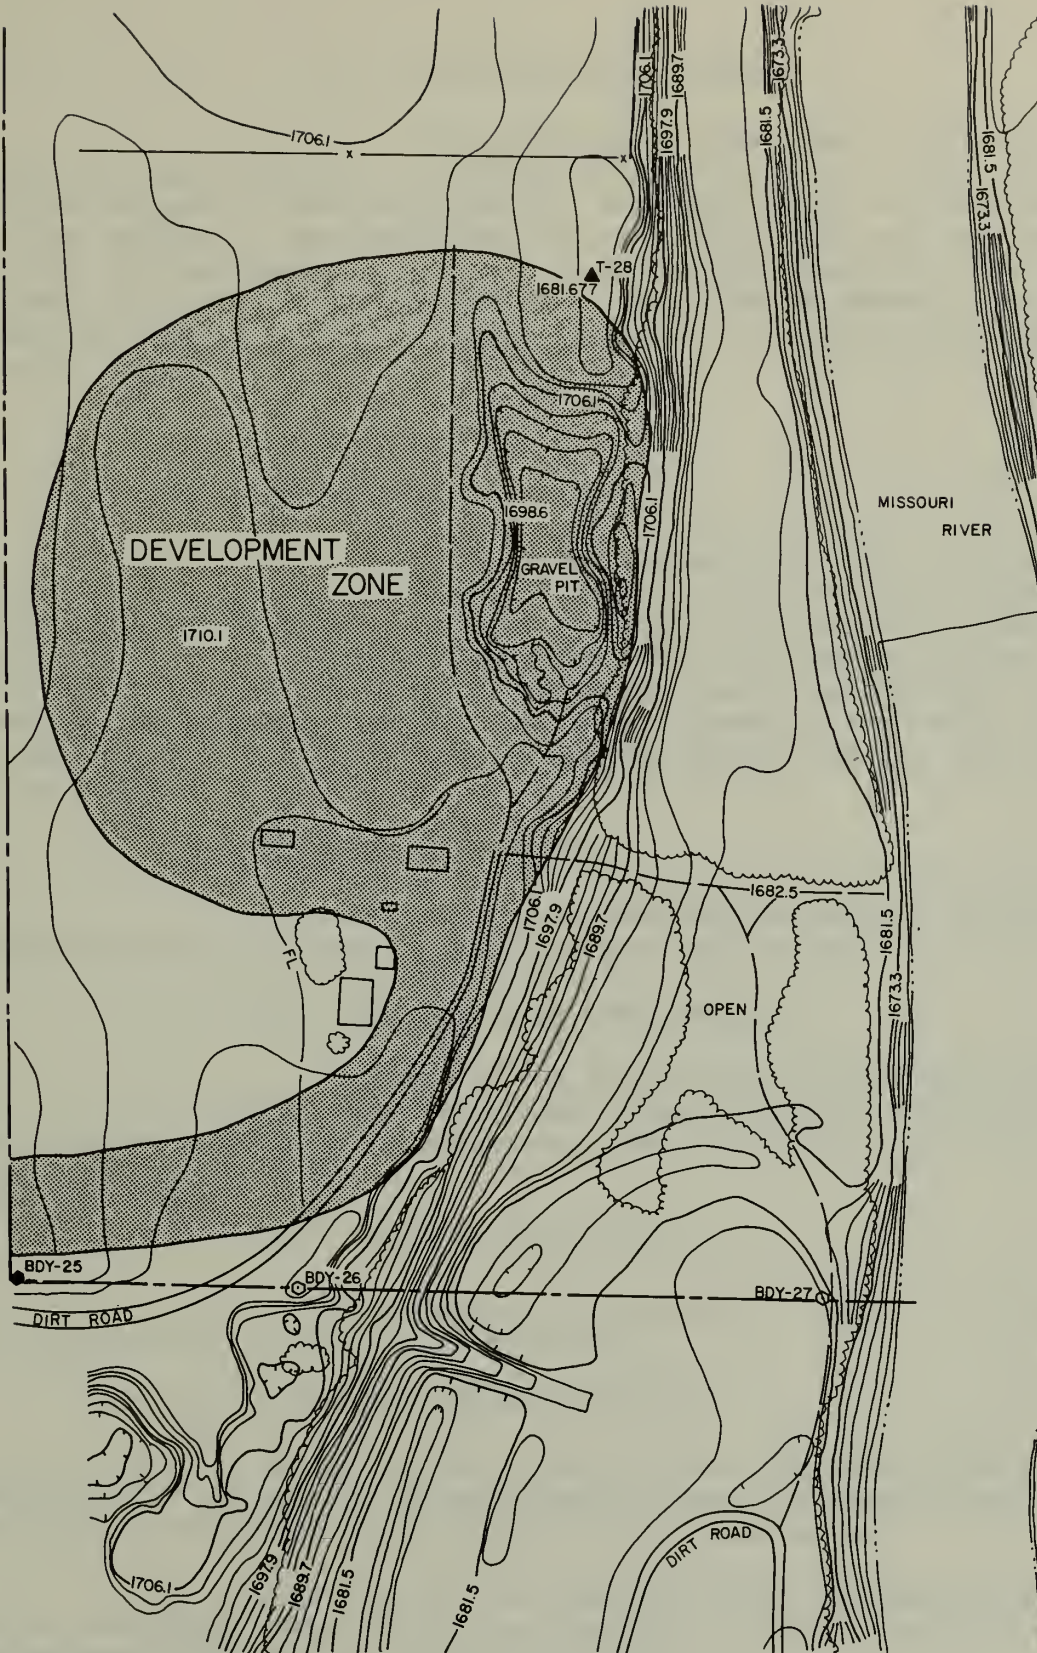 1706.1
1689.7
1673.3
1706.1
1697.9
1681.5
1681.5
1673.3
T-28
1681.677
1706.1
1698.6
1706.1
MISSOURI
RIVER
DEVELOPMENT
ZONE
GRAVEL
PIT
1710.1
1682.5
1706.1
1697.9
1689.7
1681.5
FL
1673.3
OPEN
BDY-25
BDY-26
BDY-27
DIRT ROAD
DIRT ROAD
1706.1
1697.9
1689.7
1681.5
1681.5